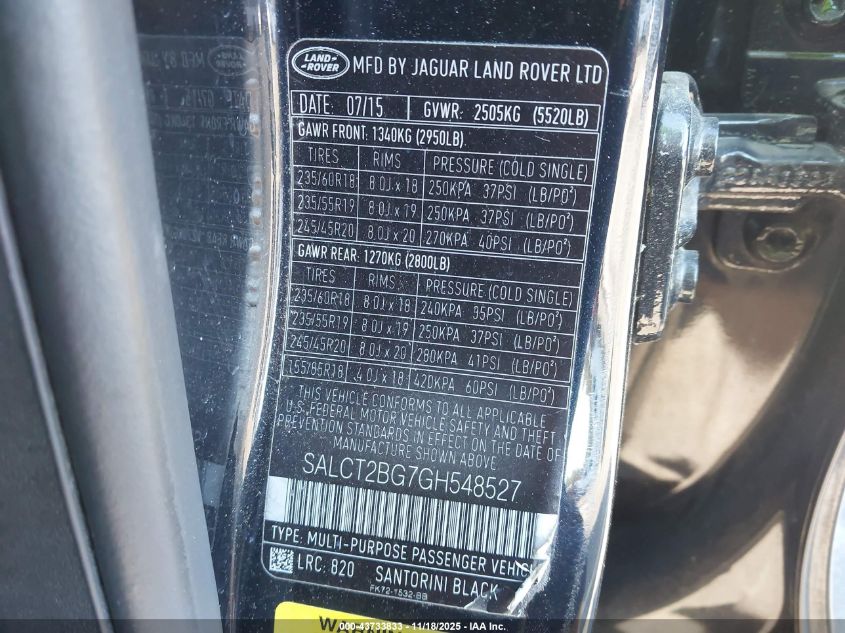 LAND ROVER
MFD BY JAGUAR LAND ROVER LTD
DATE: 07/15 GVWR: 2505KG (5520LB)
GAWR FRONT: 1340KG (2950LB)
TIRES RIMS PRESSURE (COLD SINGLE)
235/60R18 8.0J x 18 250KPA 37PSI (LB/PO²)
235/55R19 8.0J x 19 250KPA 37PSI (LB/PO²)
245/45R20 8.0J x 20 270KPA 40PSI (LB/PO²)
GAWR REAR: 1270KG (2800LB)
TIRES RIMS PRESSURE (COLD SINGLE)
235/60R18 8.0J x 18 240KPA 35PSI (LB/PO²)
235/55R19 8.0J x 19 250KPA 37PSI (LB/PO²)
245/45R20 8.0J x 20 280KPA 41PSI (LB/PO²)
155/85R18 4.0J x 18 420KPA 60PSI (LB/PO²)
THIS VEHICLE CONFORMS TO ALL APPLICABLE
U.S. FEDERAL MOTOR VEHICLE SAFETY AND THEFT
PREVENTION STANDARDS IN EFFECT ON THE DATE OF
MANUFACTURE SHOWN ABOVE
SALCT2BG7GH548527
TYPE: MULTI-PURPOSE PASSENGER VEHICL
LRC: 820 SANTORINI BLACK
FK72-1532-BB
WARNIN
000-43733833 - 11/18/2025 - IAA Inc.